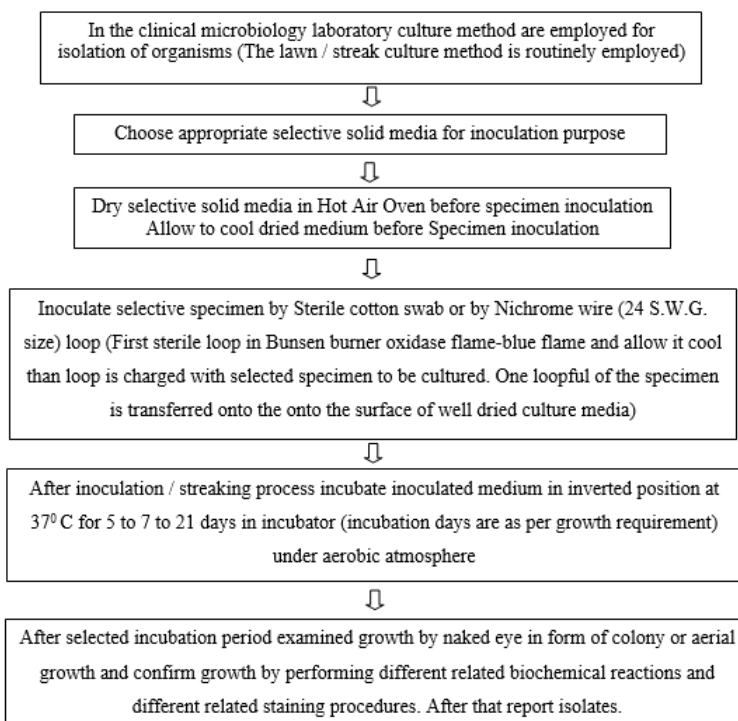 In the clinical microbiology laboratory culture method are employed for
isolation of organisms (The lawn / streak culture method is routinely employed)
Choose appropriate selective solid media for inoculation purpose
Dry selective solid media in Hot Air Oven before specimen inoculation
Allow to cool dried medium before Specimen inoculation
Inoculate selective specimen by Sterile cotton swab or by Nichrome wire (24 S.W.G.
size) loop (First sterile loop in Bunsen burner oxidase flame-blue flame and allow it cool
than loop is charged with selected specimen to be cultured. One loopful of the specimen
is transferred onto the onto the surface of well dried culture media)
After inoculation / streaking process incubate inoculated medium in inverted position at
37⁰ C for 5 to 7 to 21 days in incubator (incubation days are as per growth requirement)
under aerobic atmosphere
After selected incubation period examined growth by naked eye in form of colony or aerial
growth and confirm growth by performing different related biochemical reactions and
different related staining procedures. After that report isolates.